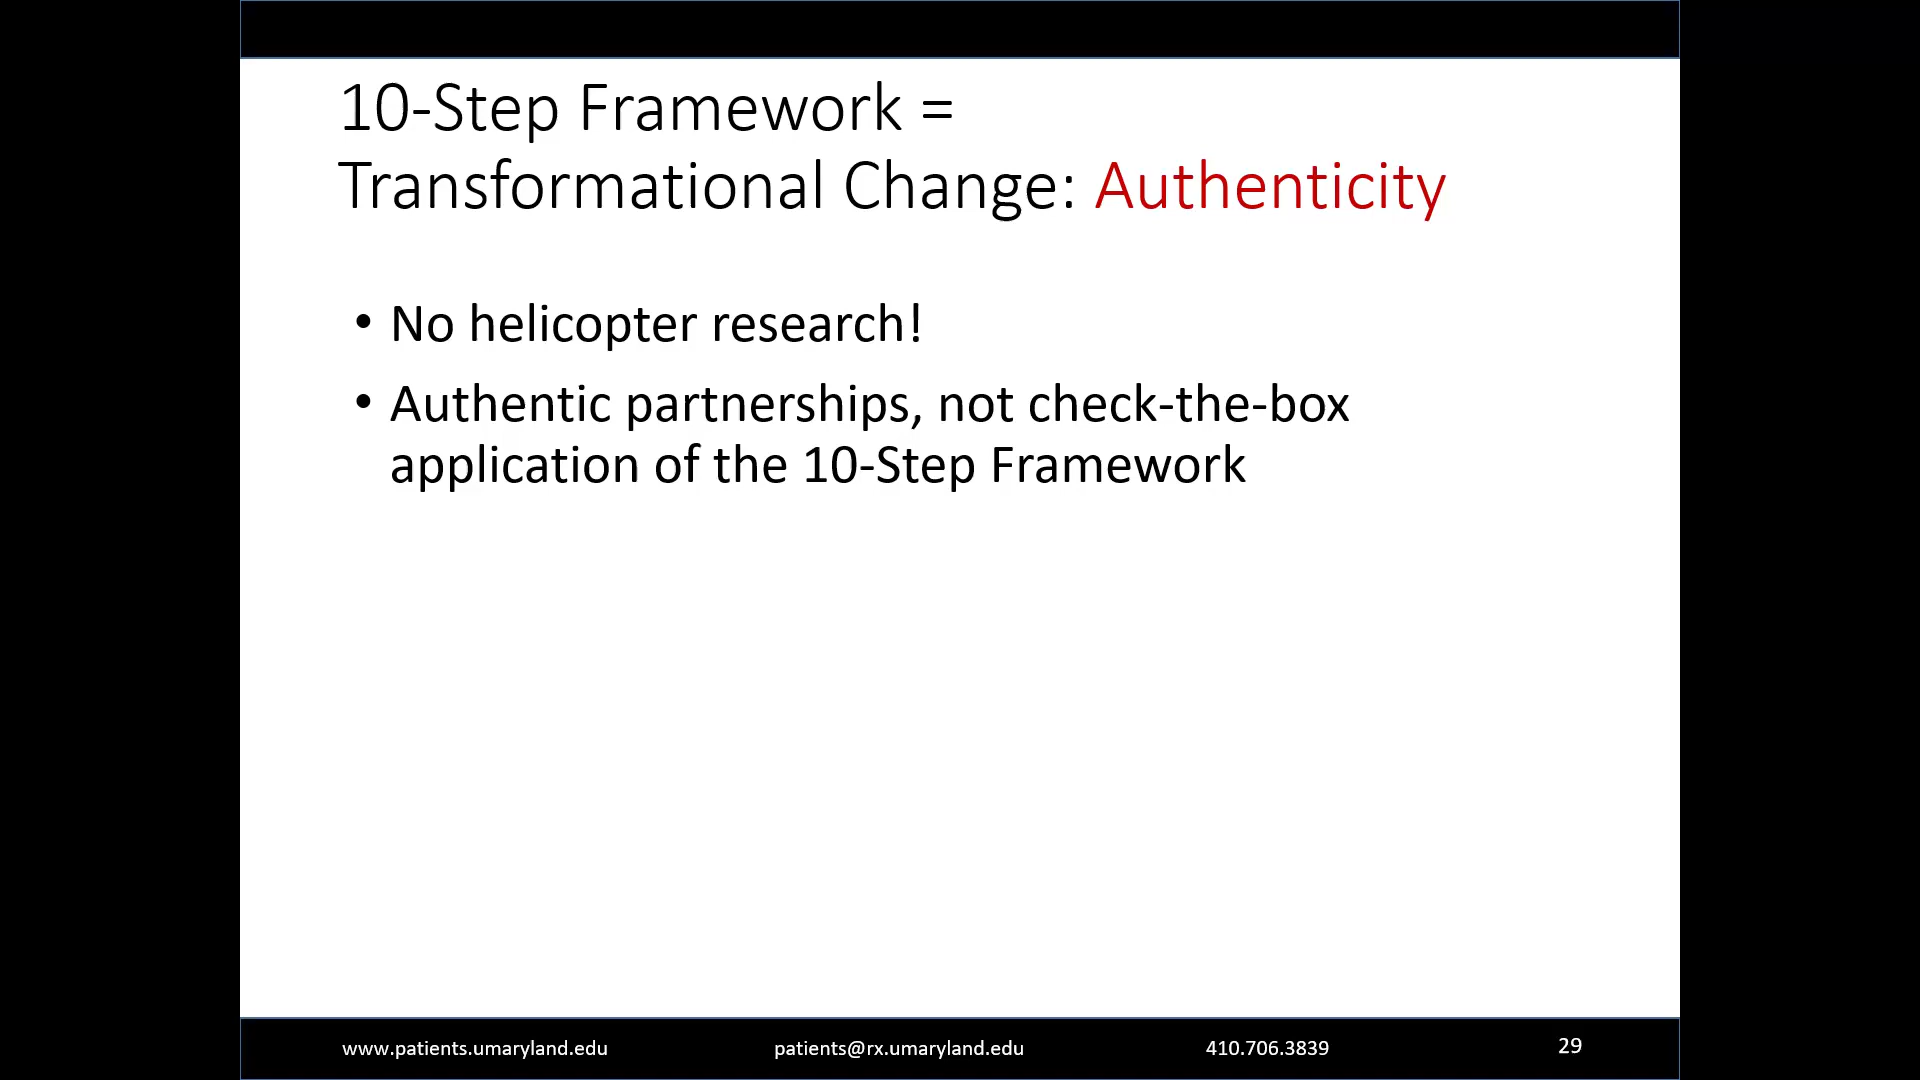 10-Step Framework =
Transformational Change: Authenticity
• No helicopter research!
• Authentic partnerships, not check-the-box
application of the 10-Step Framework
www.patients.umaryland.edu patients@rx.umaryland.edu 410.706.3839 29